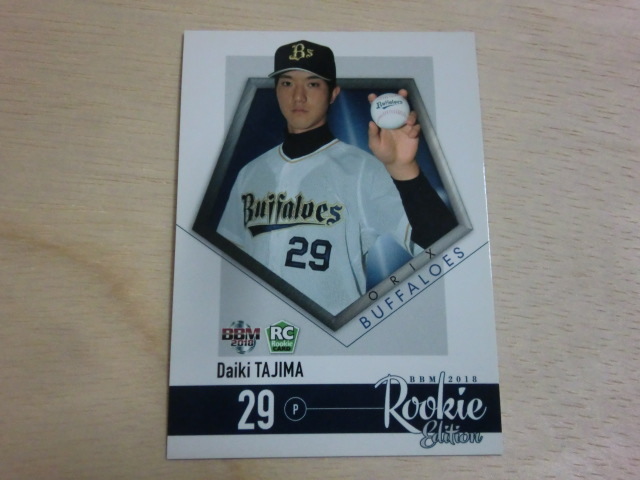 Bs
Buffaloes
Buffaloes
29
ORIX
BUFFALOES
BBM
2018
RC
Rookie
Daiki TAJIMA
29 P
BBM 2018
Rookie
Edition